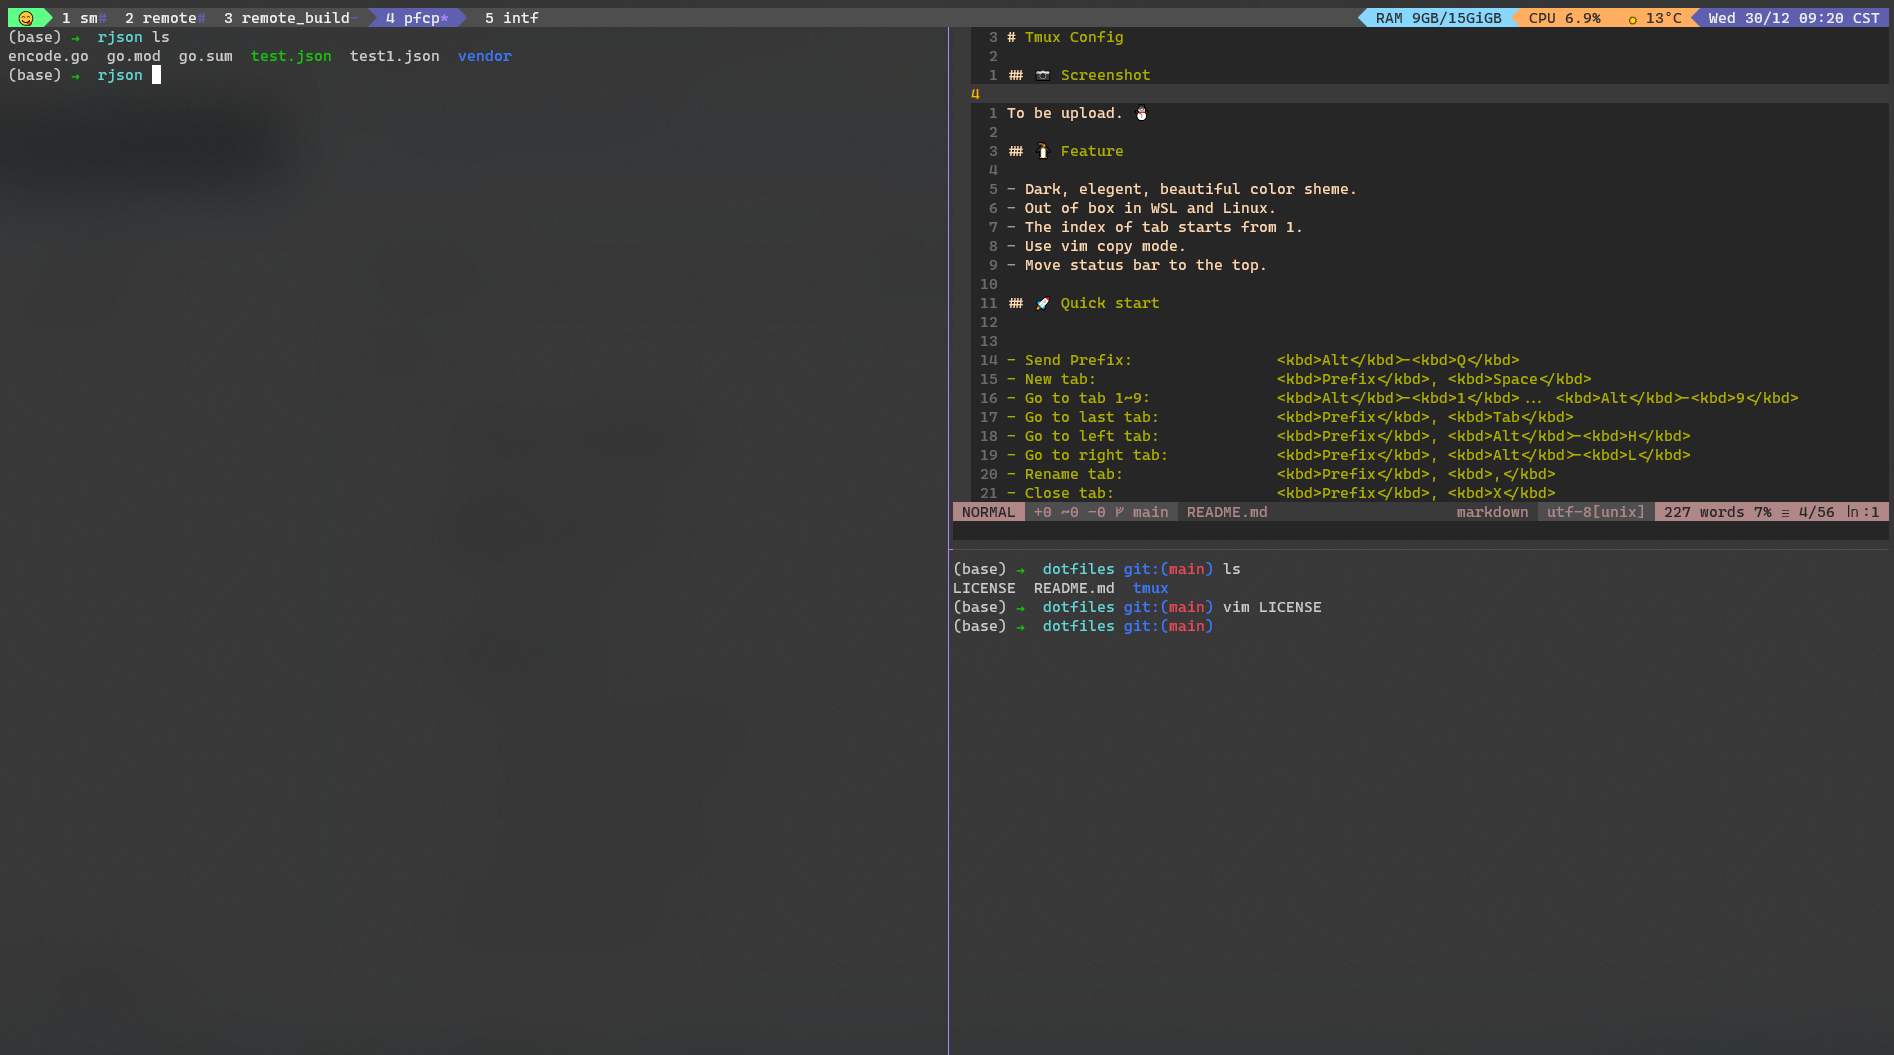 1 sm# 2 remote# 3 remote_build- 4 pfcp* 5 intf RAM 9GB/15GiGB CPU 6.9% 13°C Wed 30/12 09:20 CST
(base) → rjson ls
encode.go go.mod go.sum test.json test1.json vendor
(base) → rjson
3 # Tmux Config
2
1 ## 📷 Screenshot
4
1 To be upload. ⛄
2
3 ## 🐧 Feature
4
5 - Dark, elegent, beautiful color sheme.
6 - Out of box in WSL and Linux.
7 - The index of tab starts from 1.
8 - Use vim copy mode.
9 - Move status bar to the top.
10
11 ## 🚀 Quick start
12
13
14 - Send Prefix: <kbd>Alt</kbd>-<kbd>Q</kbd>
15 - New tab: <kbd>Prefix</kbd>, <kbd>Space</kbd>
16 - Go to tab 1~9: <kbd>Alt</kbd>-<kbd>1</kbd> ... <kbd>Alt</kbd>-<kbd>9</kbd>
17 - Go to last tab: <kbd>Prefix</kbd>, <kbd>Tab</kbd>
18 - Go to left tab: <kbd>Prefix</kbd>, <kbd>Alt</kbd>-<kbd>H</kbd>
19 - Go to right tab: <kbd>Prefix</kbd>, <kbd>Alt</kbd>-<kbd>L</kbd>
20 - Rename tab: <kbd>Prefix</kbd>, <kbd>,</kbd>
21 - Close tab: <kbd>Prefix</kbd>, <kbd>X</kbd>
NORMAL +0 ~0 -0 ᚠ main README.md markdown utf-8[unix] 227 words 7% ≡ 4/56 ln :1
(base) → dotfiles git:(main) ls
LICENSE README.md tmux
(base) → dotfiles git:(main) vim LICENSE
(base) → dotfiles git:(main)